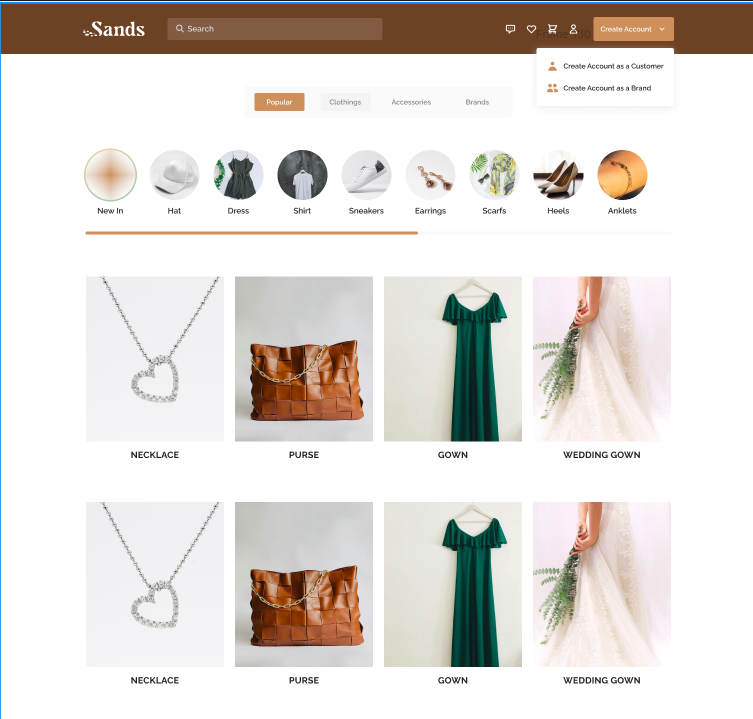 Sands
Search
Create Account
Create Account as a Customer
Create Account as a Brand
Popular
Clothings
Accessories
Brands
New In
Hat
Dress
Shirt
Sneakers
Earrings
Scarfs
Heels
Anklets
NECKLACE
PURSE
GOWN
WEDDING GOWN
NECKLACE
PURSE
GOWN
WEDDING GOWN